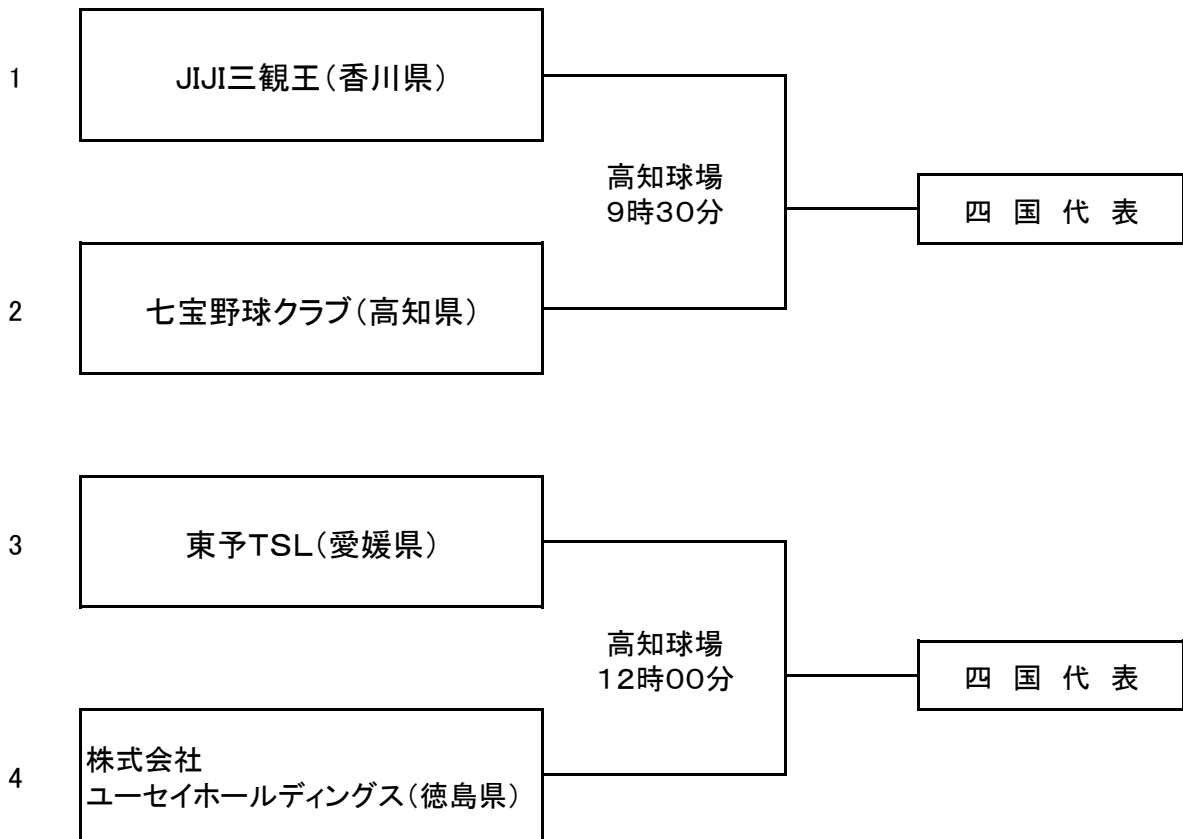 1
JIJI三観王(香川県)
高知球場
9時30分
四 国 代 表
2
七宝野球クラブ(高知県)
3
東予TSL(愛媛県)
高知球場
12時00分
四 国 代 表
4
株式会社
ユーセイホールディングス(徳島県)